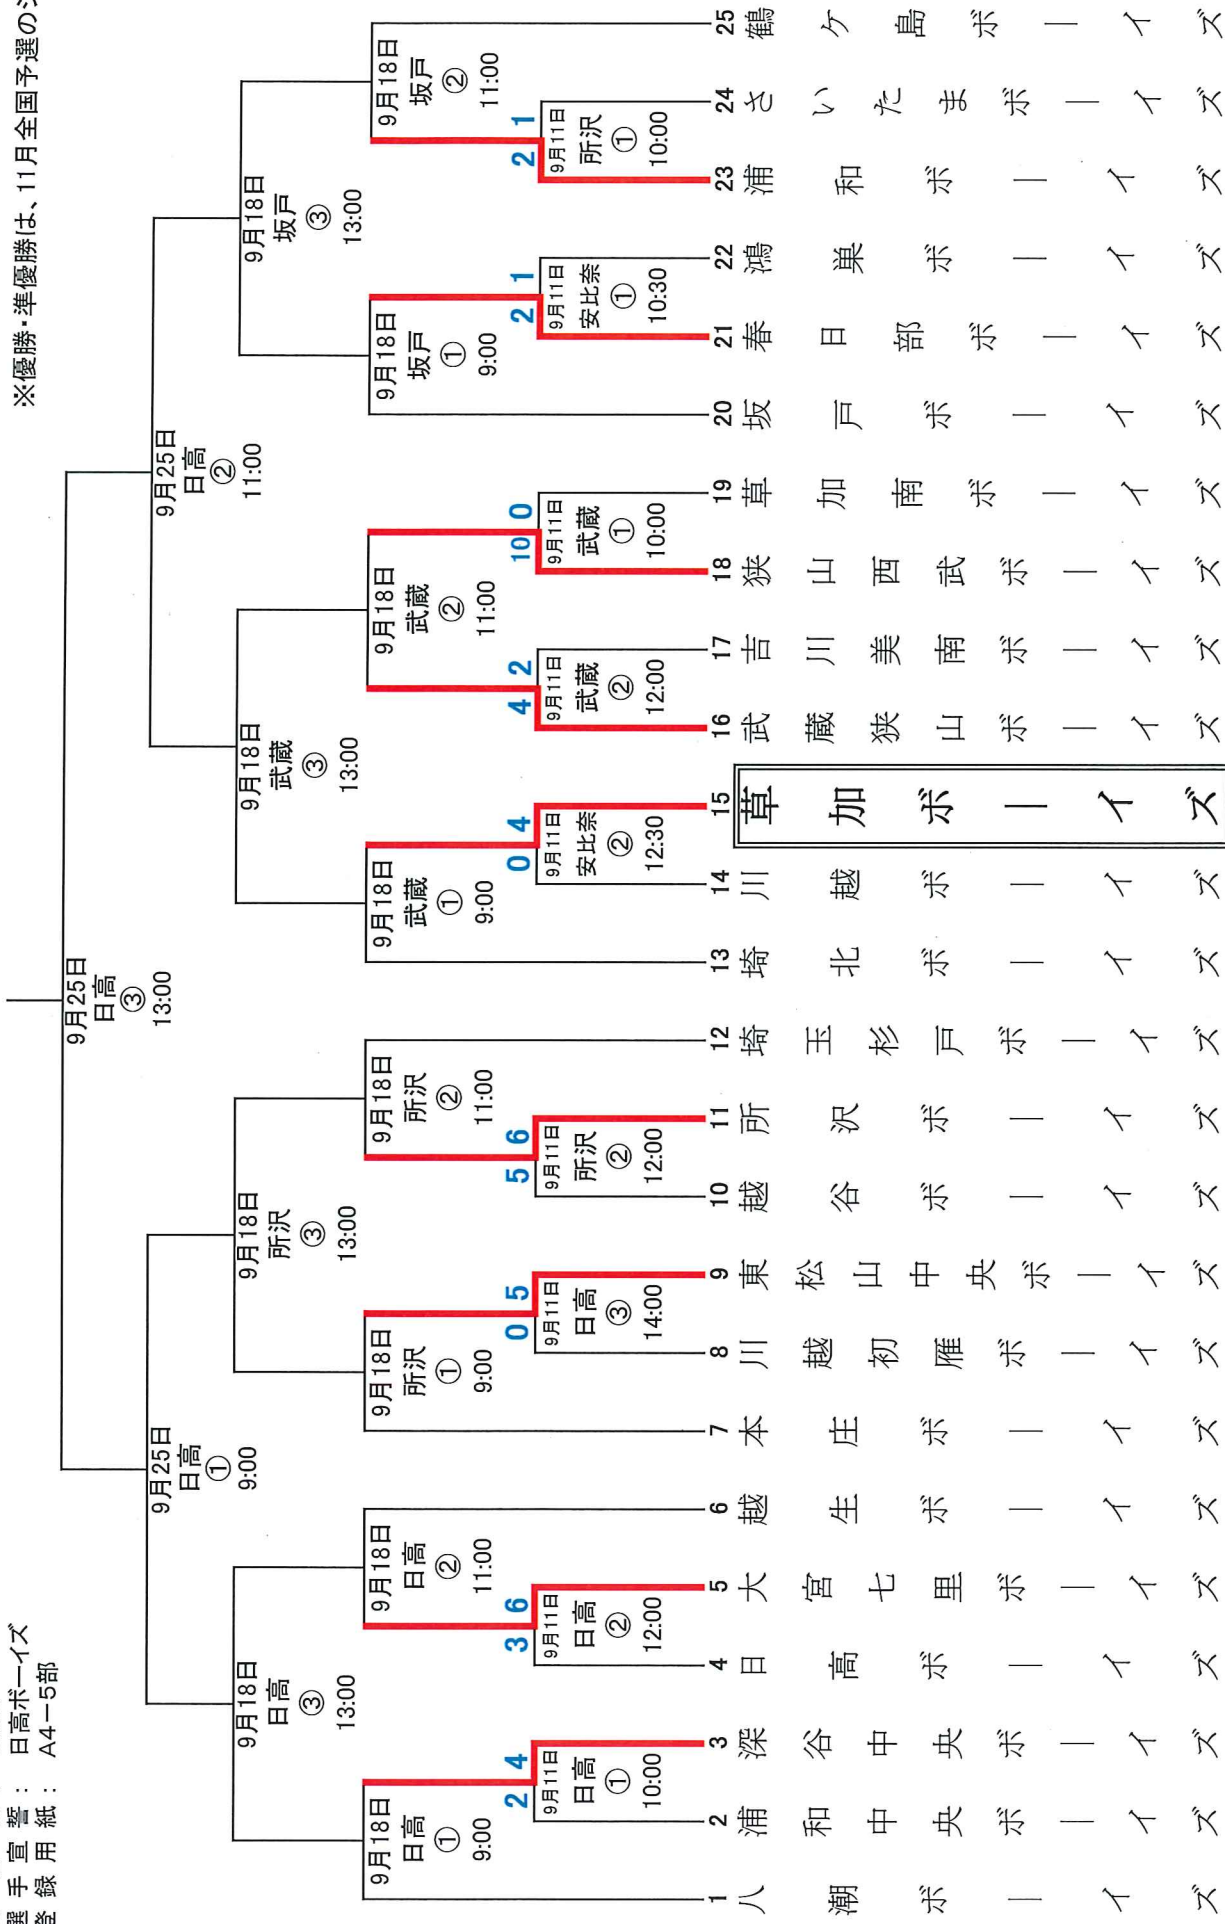 ※優勝・準優勝は、11月全国予選の
選手宣誓： 日高ボーイズ
登録用紙： A4－5部
9月25日
日高
③
13:00
9月25日
日高
①
9:00
9月25日
日高
②
11:00
9月18日
日高
③
13:00
9月18日
所沢
③
13:00
9月18日
武蔵
③
13:00
9月18日
坂戸
③
13:00
9月18日
日高
①
9:00
9月18日
日高
②
11:00
9月18日
所沢
①
9:00
9月18日
所沢
②
11:00
9月18日
武蔵
①
9:00
9月18日
武蔵
②
11:00
9月18日
坂戸
①
9:00
9月18日
坂戸
②
11:00
2 4
9月11日
日高
①
10:00
3 6
9月11日
日高
②
12:00
0 5
9月11日
日高
③
14:00
5 6
9月11日
所沢
②
12:00
0 4
9月11日
安比奈
②
12:30
4 2
9月11日
武蔵
②
12:00
10 0
9月11日
武蔵
①
10:00
2 1
9月11日
安比奈
①
10:30
2 1
9月11日
所沢
①
10:00
1 八潮ボーイズ
2 浦和中央ボーイズ
3 深谷中央ボーイズ
4 日高ボーイズ
5 大宮七里ボーイズ
6 越生ボーイズ
7 本庄ボーイズ
8 川越初雁ボーイズ
9 東松山中央ボーイズ
10 越谷ボーイズ
11 所沢ボーイズ
12 埼玉杉戸ボーイズ
13 埼北ボーイズ
14 川越ボーイズ
15 草加ボーイズ
16 武蔵狭山ボーイズ
17 吉川美南ボーイズ
18 狭山西武ボーイズ
19 草加南ボーイズ
20 坂戸ボーイズ
21 春日部ボーイズ
22 鴻巣ボーイズ
23 浦和ボーイズ
24 さいたまボーイズ
25 鶴ケ島ボーイズ